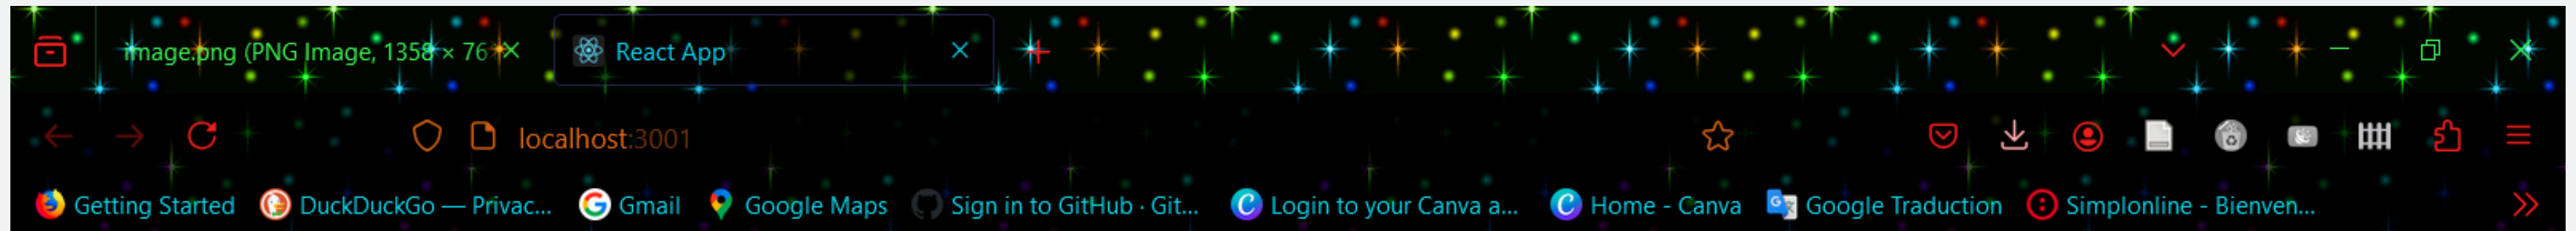 image.png (PNG Image, 1358 × 76
React App
localhost:3001
Getting Started
DuckDuckGo — Privac...
Gmail
Google Maps
Sign in to GitHub · Git...
Login to your Canva a...
Home - Canva
Google Traduction
Simplonline - Bienven...